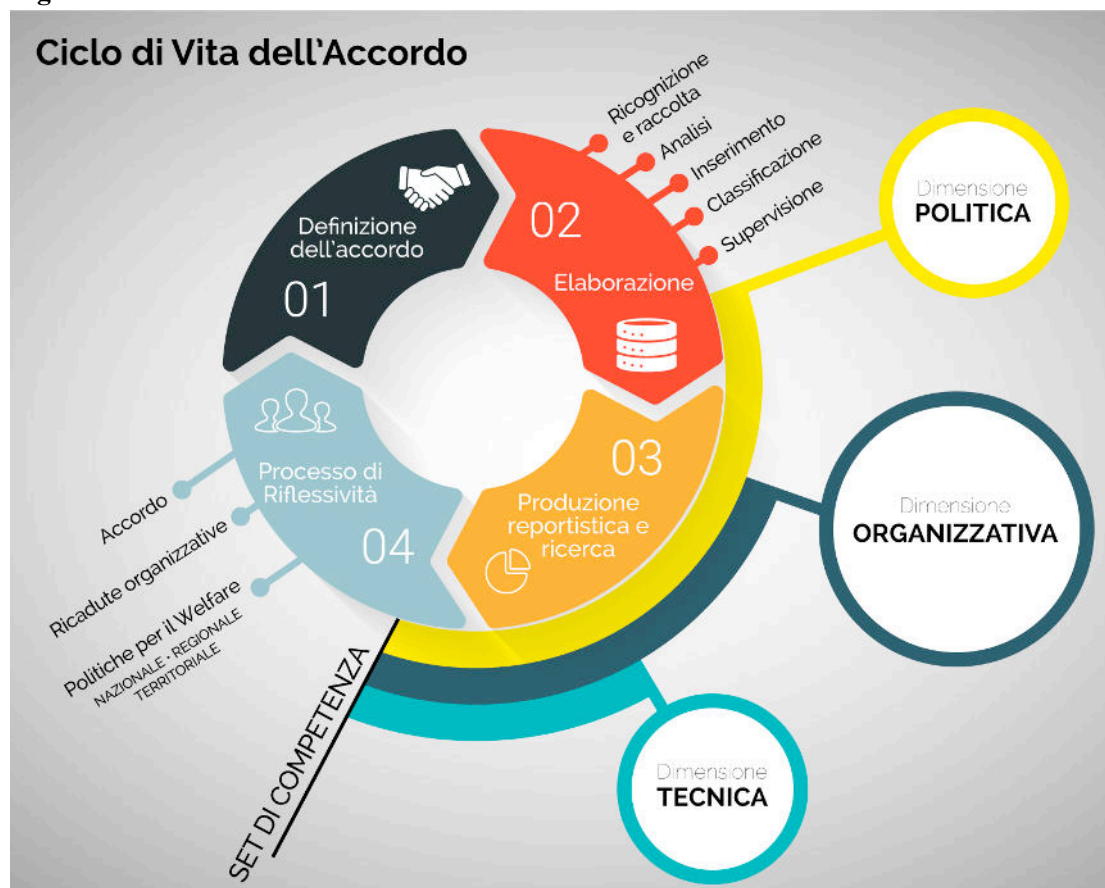 Ciclo di Vita dell'Accordo
Definizione
dell'accordo
01
02
Elaborazione
Ricognizione
e raccolta
Analisi
Inserimento
Classificazione
Supervisione
03
Produzione
reportistica e
ricerca
Processo di
Riflessività
04
Accordo
Ricadute organizzative
Politiche per il Welfare
NAZIONALE • REGIONALE
TERRITORIALE
SET DI COMPETENZA
Dimensione
POLITICA
Dimensione
ORGANIZZATIVA
Dimensione
TECNICA